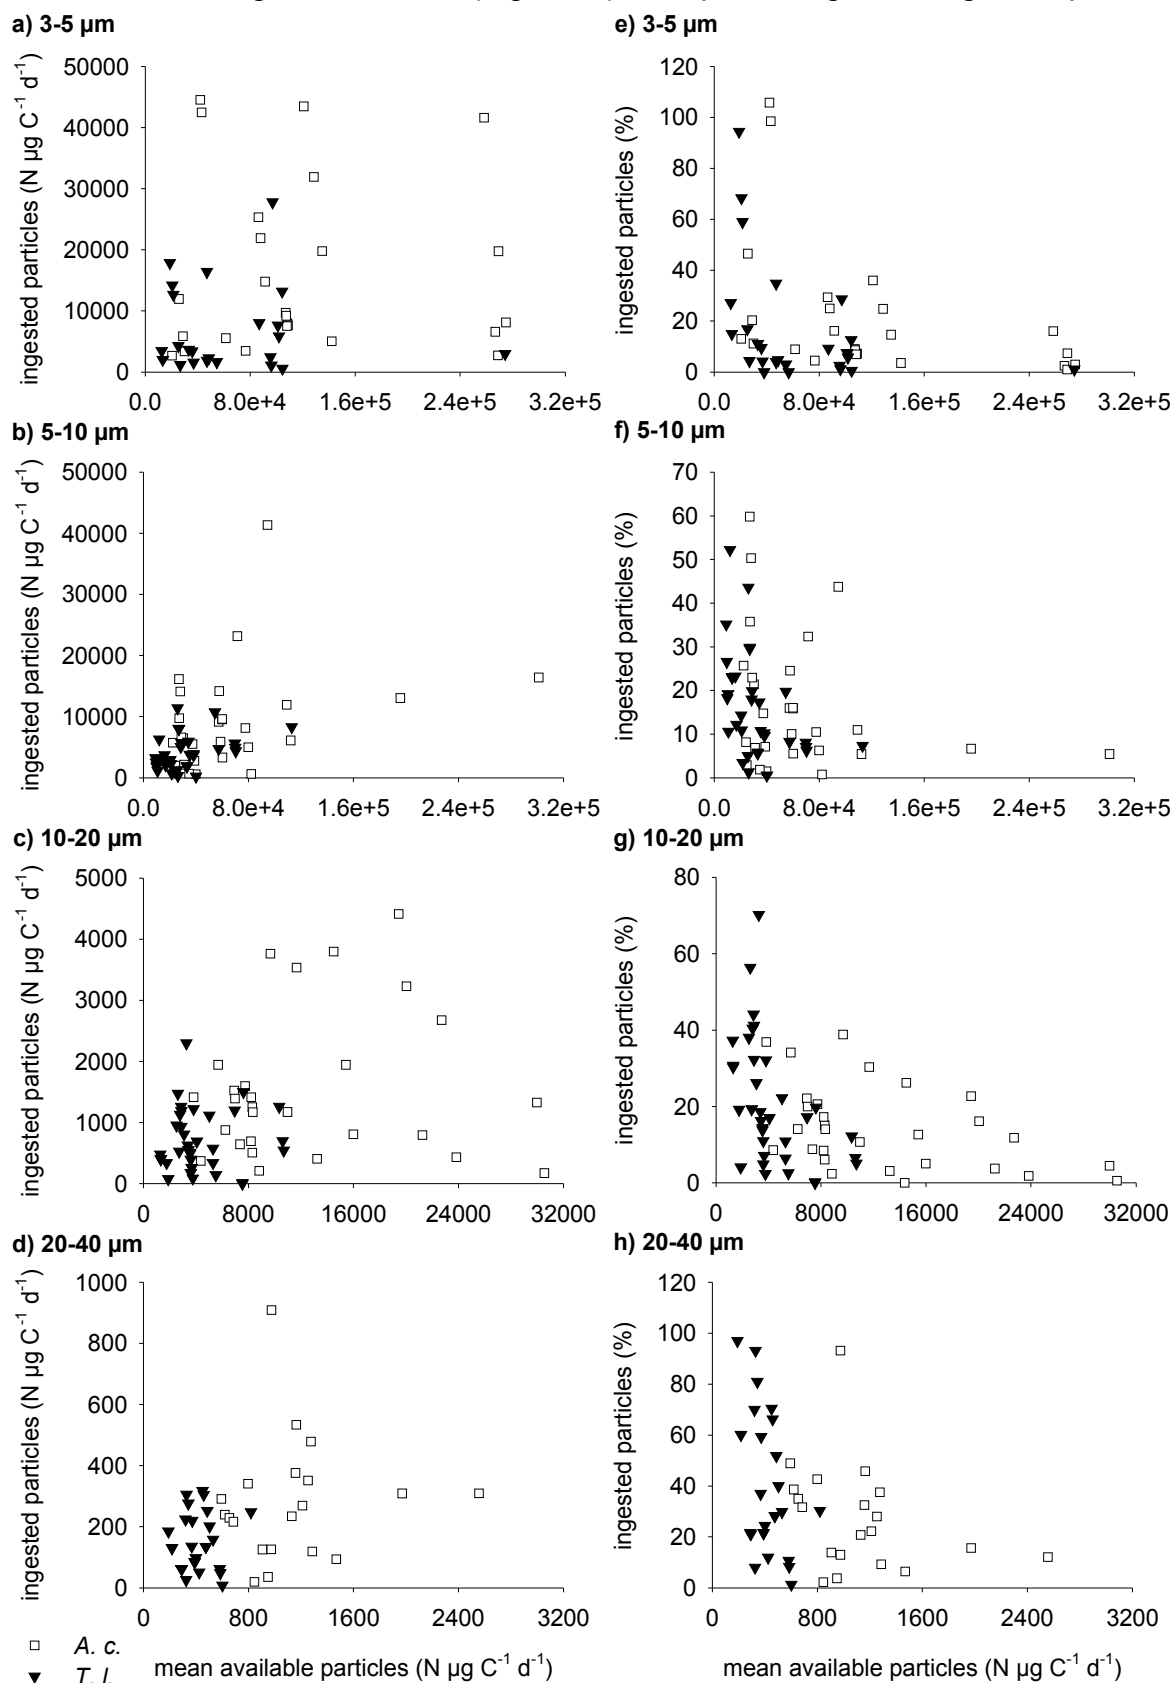 a) 3-5 µm
ingested particles (N µg C⁻¹ d⁻¹)
50000
40000
30000
20000
10000
0
0.0 8.0e+4 1.6e+5 2.4e+5 3.2e+5
e) 3-5 µm
ingested particles (%)
120
100
80
60
40
20
0
0.0 8.0e+4 1.6e+5 2.4e+5 3.2e+5
b) 5-10 µm
ingested particles (N µg C⁻¹ d⁻¹)
50000
40000
30000
20000
10000
0
0.0 8.0e+4 1.6e+5 2.4e+5 3.2e+5
f) 5-10 µm
ingested particles (%)
70
60
50
40
30
20
10
0
0.0 8.0e+4 1.6e+5 2.4e+5 3.2e+5
c) 10-20 µm
ingested particles (N µg C⁻¹ d⁻¹)
5000
4000
3000
2000
1000
0
0 8000 16000 24000 32000
g) 10-20 µm
ingested particles (%)
80
60
40
20
0
0 8000 16000 24000 32000
d) 20-40 µm
ingested particles (N µg C⁻¹ d⁻¹)
1000
800
600
400
200
0
0 800 1600 2400 3200
mean available particles (N µg C⁻¹ d⁻¹)
h) 20-40 µm
ingested particles (%)
120
100
80
60
40
20
0
0 800 1600 2400 3200
mean available particles (N µg C⁻¹ d⁻¹)
A. c.
T. l.